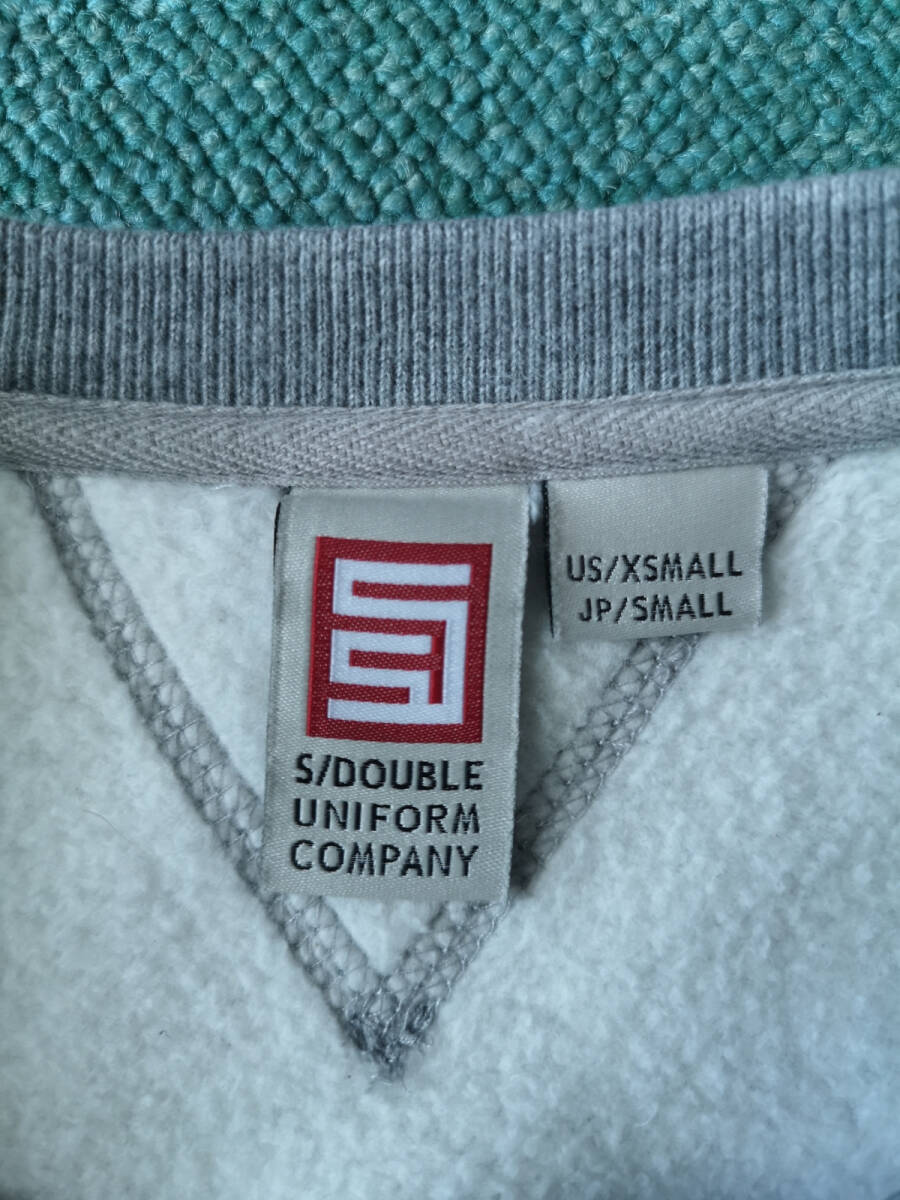 S/DOUBLE
UNIFORM
COMPANY
US/XSMALL
JP/SMALL